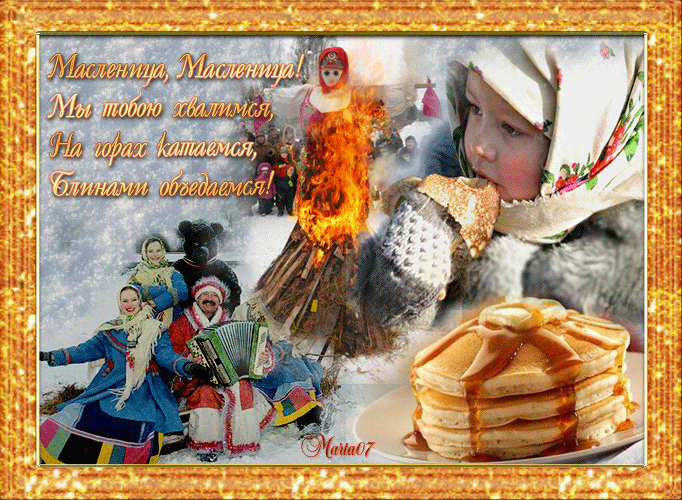 Масленица, Масленица!
Мы тобою хвалимся,
На горах катаемся,
Блинами объедаемся!
Marta07